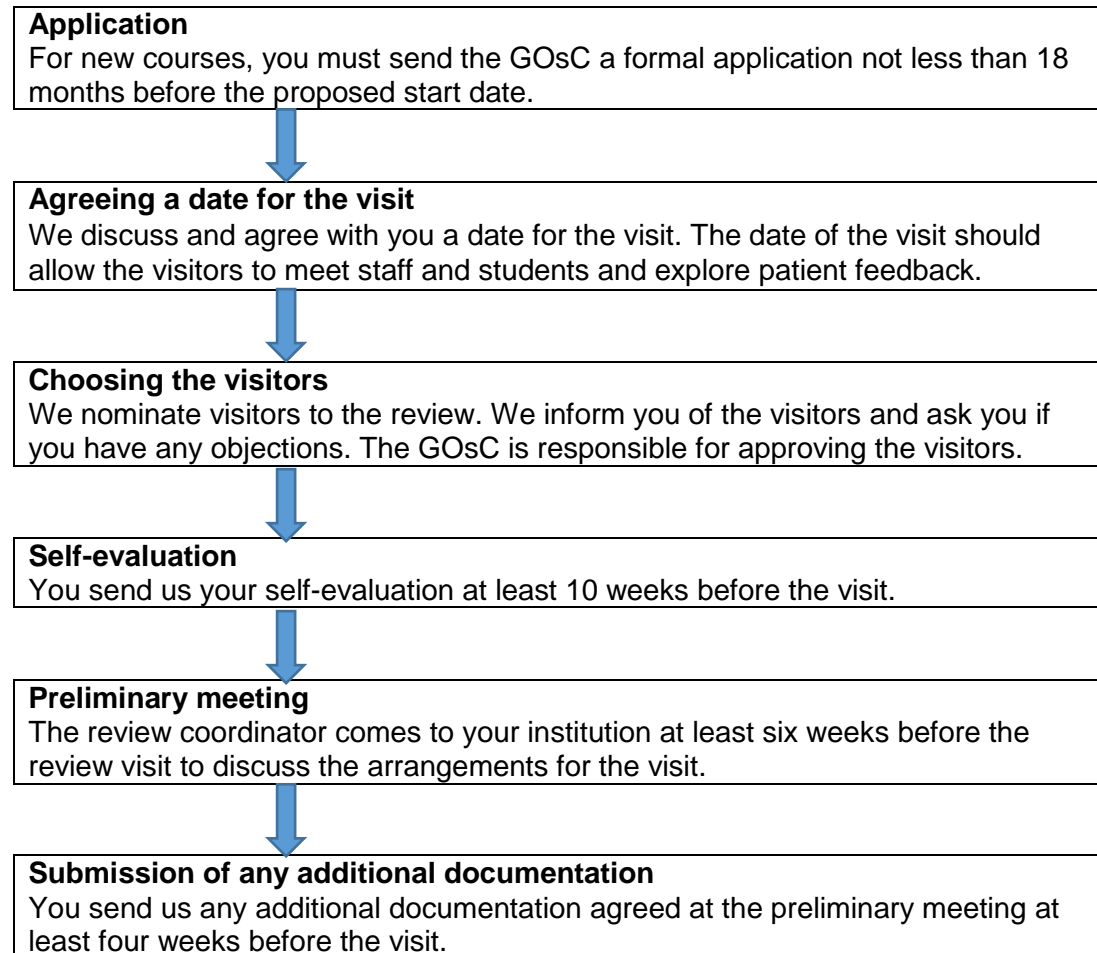 Application
For new courses, you must send the GOsC a formal application not less than 18
months before the proposed start date.
Agreeing a date for the visit
We discuss and agree with you a date for the visit. The date of the visit should
allow the visitors to meet staff and students and explore patient feedback.
Choosing the visitors
We nominate visitors to the review. We inform you of the visitors and ask you if
you have any objections. The GOsC is responsible for approving the visitors.
Self-evaluation
You send us your self-evaluation at least 10 weeks before the visit.
Preliminary meeting
The review coordinator comes to your institution at least six weeks before the
review visit to discuss the arrangements for the visit.
Submission of any additional documentation
You send us any additional documentation agreed at the preliminary meeting at
least four weeks before the visit.